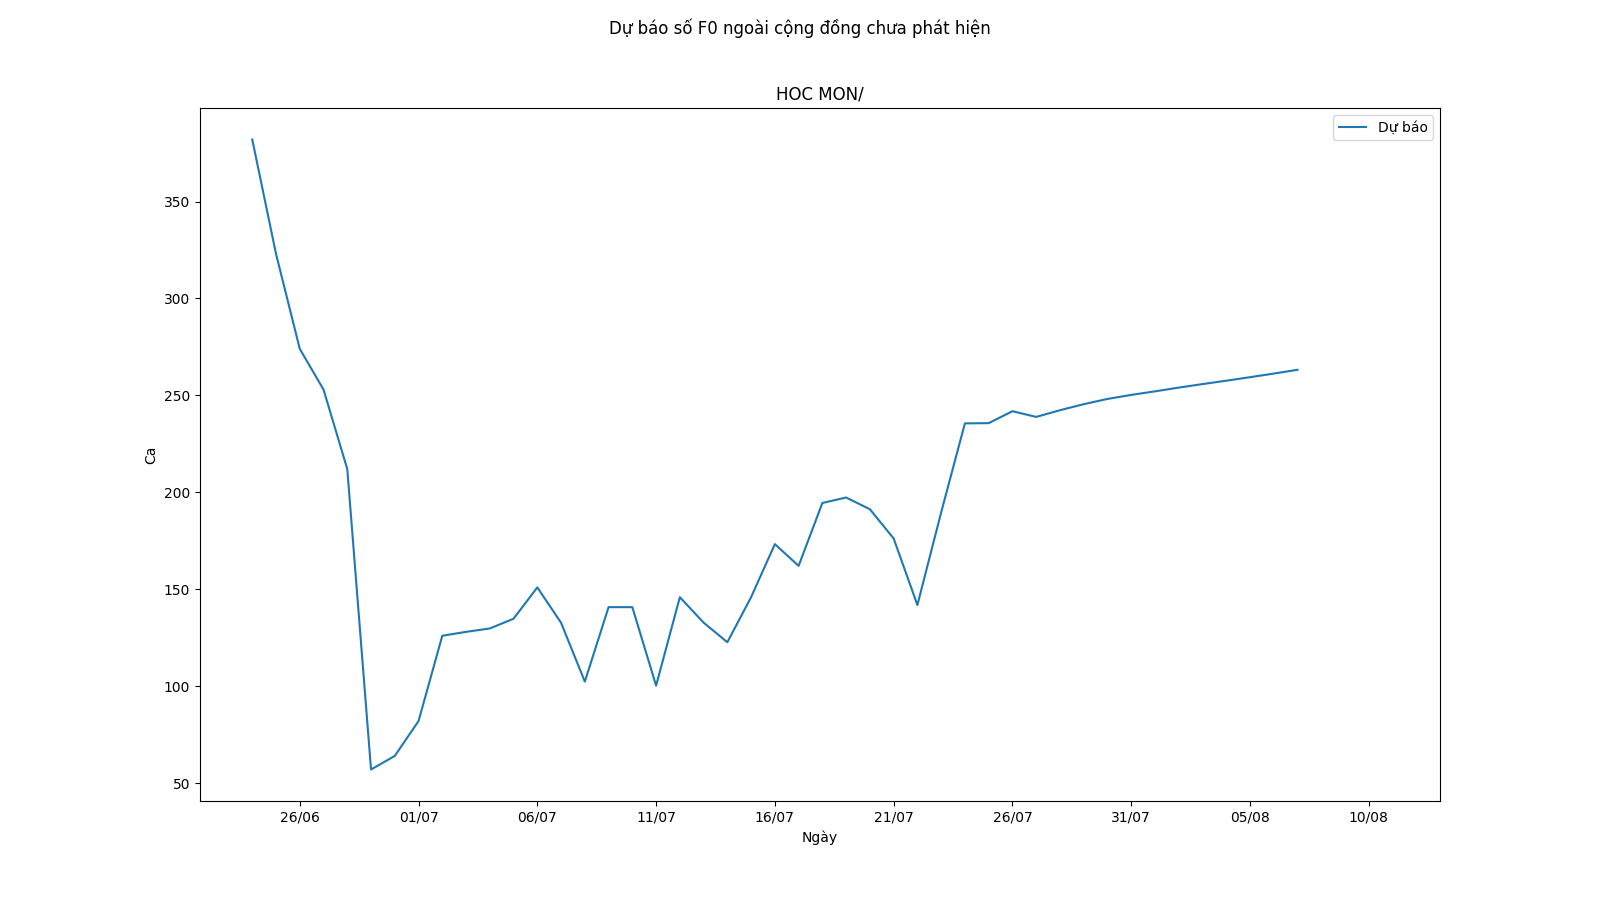 Dự báo số F0 ngoài cộng đồng chưa phát hiện
HOC MON/
Dự báo
350
300
250
200
150
100
50
Ca
26/06 01/07 06/07 11/07 16/07 21/07 26/07 31/07 05/08 10/08
Ngày